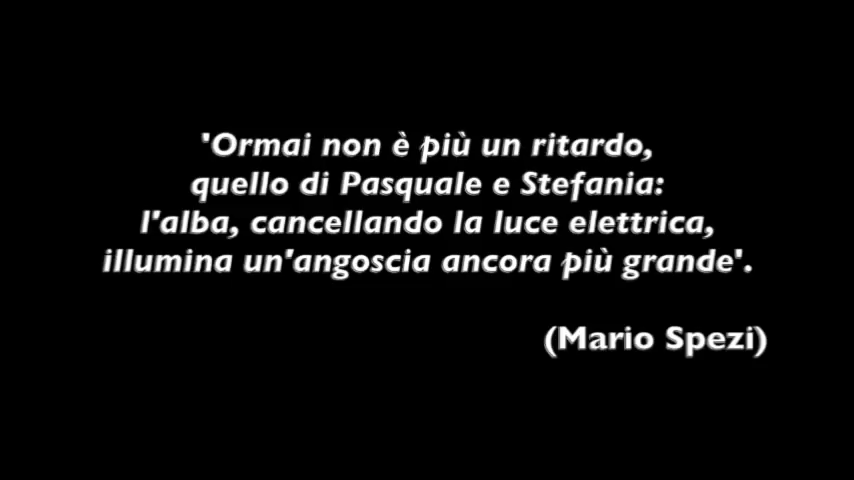 'Ormai non è più un ritardo,
quello di Pasquale e Stefania:
l'alba, cancellando la luce elettrica,
illumina un'angoscia ancora più grande'.
(Mario Spezi)